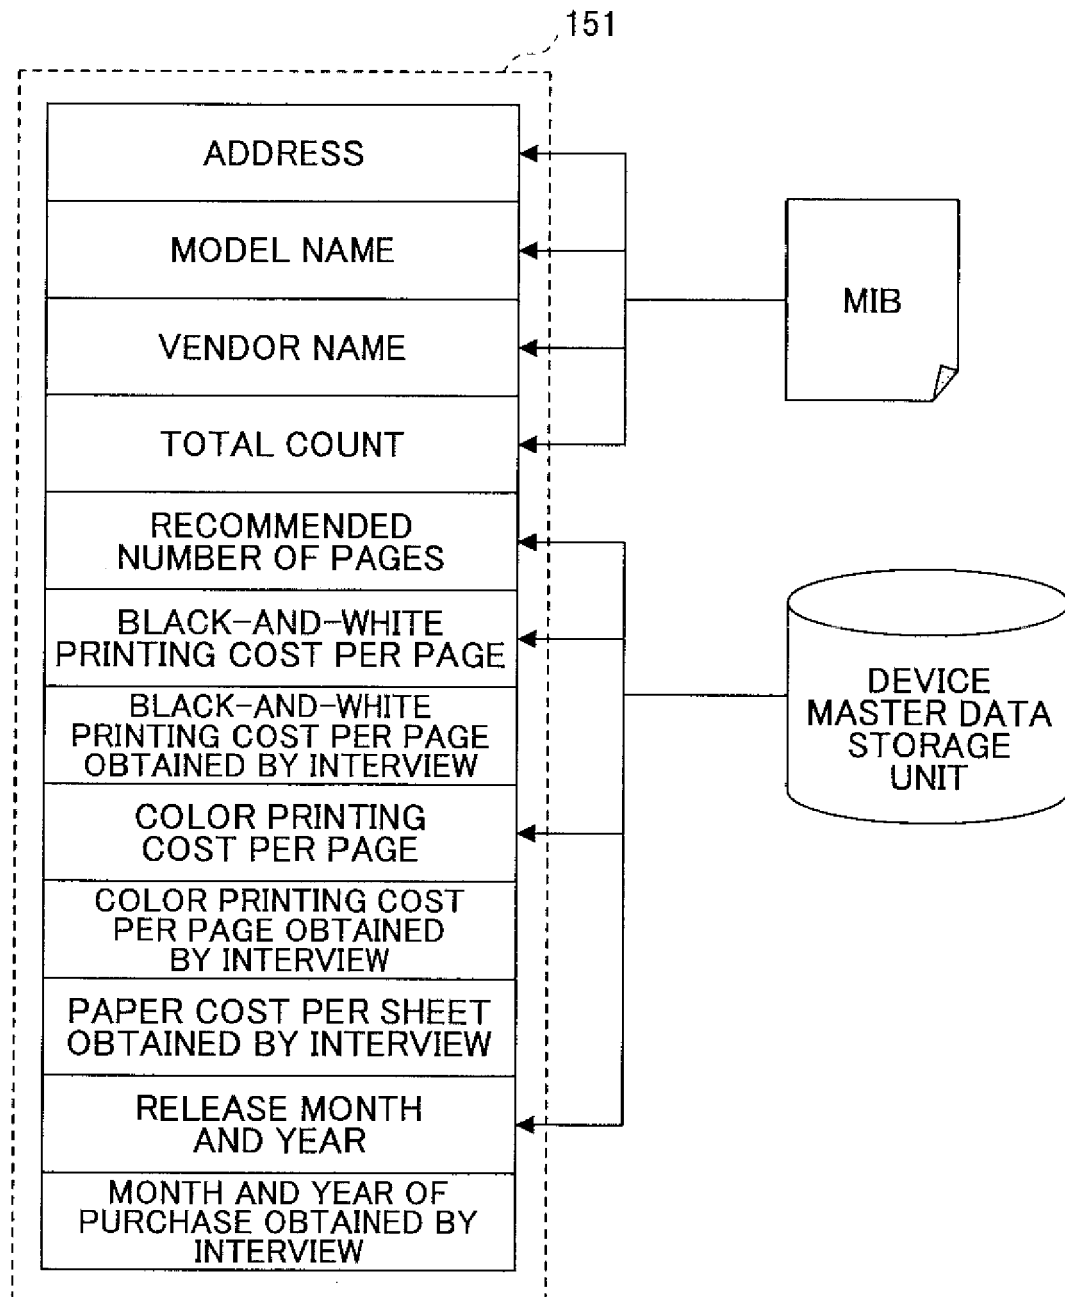 151
ADDRESS
MODEL NAME
VENDOR NAME
TOTAL COUNT
RECOMMENDED
NUMBER OF PAGES
BLACK-AND-WHITE
PRINTING COST PER PAGE
BLACK-AND-WHITE
PRINTING COST PER PAGE
OBTAINED BY INTERVIEW
COLOR PRINTING
COST PER PAGE
COLOR PRINTING COST
PER PAGE OBTAINED
BY INTERVIEW
PAPER COST PER SHEET
OBTAINED BY INTERVIEW
RELEASE MONTH
AND YEAR
MONTH AND YEAR OF
PURCHASE OBTAINED BY
INTERVIEW
MIB
DEVICE
MASTER DATA
STORAGE
UNIT